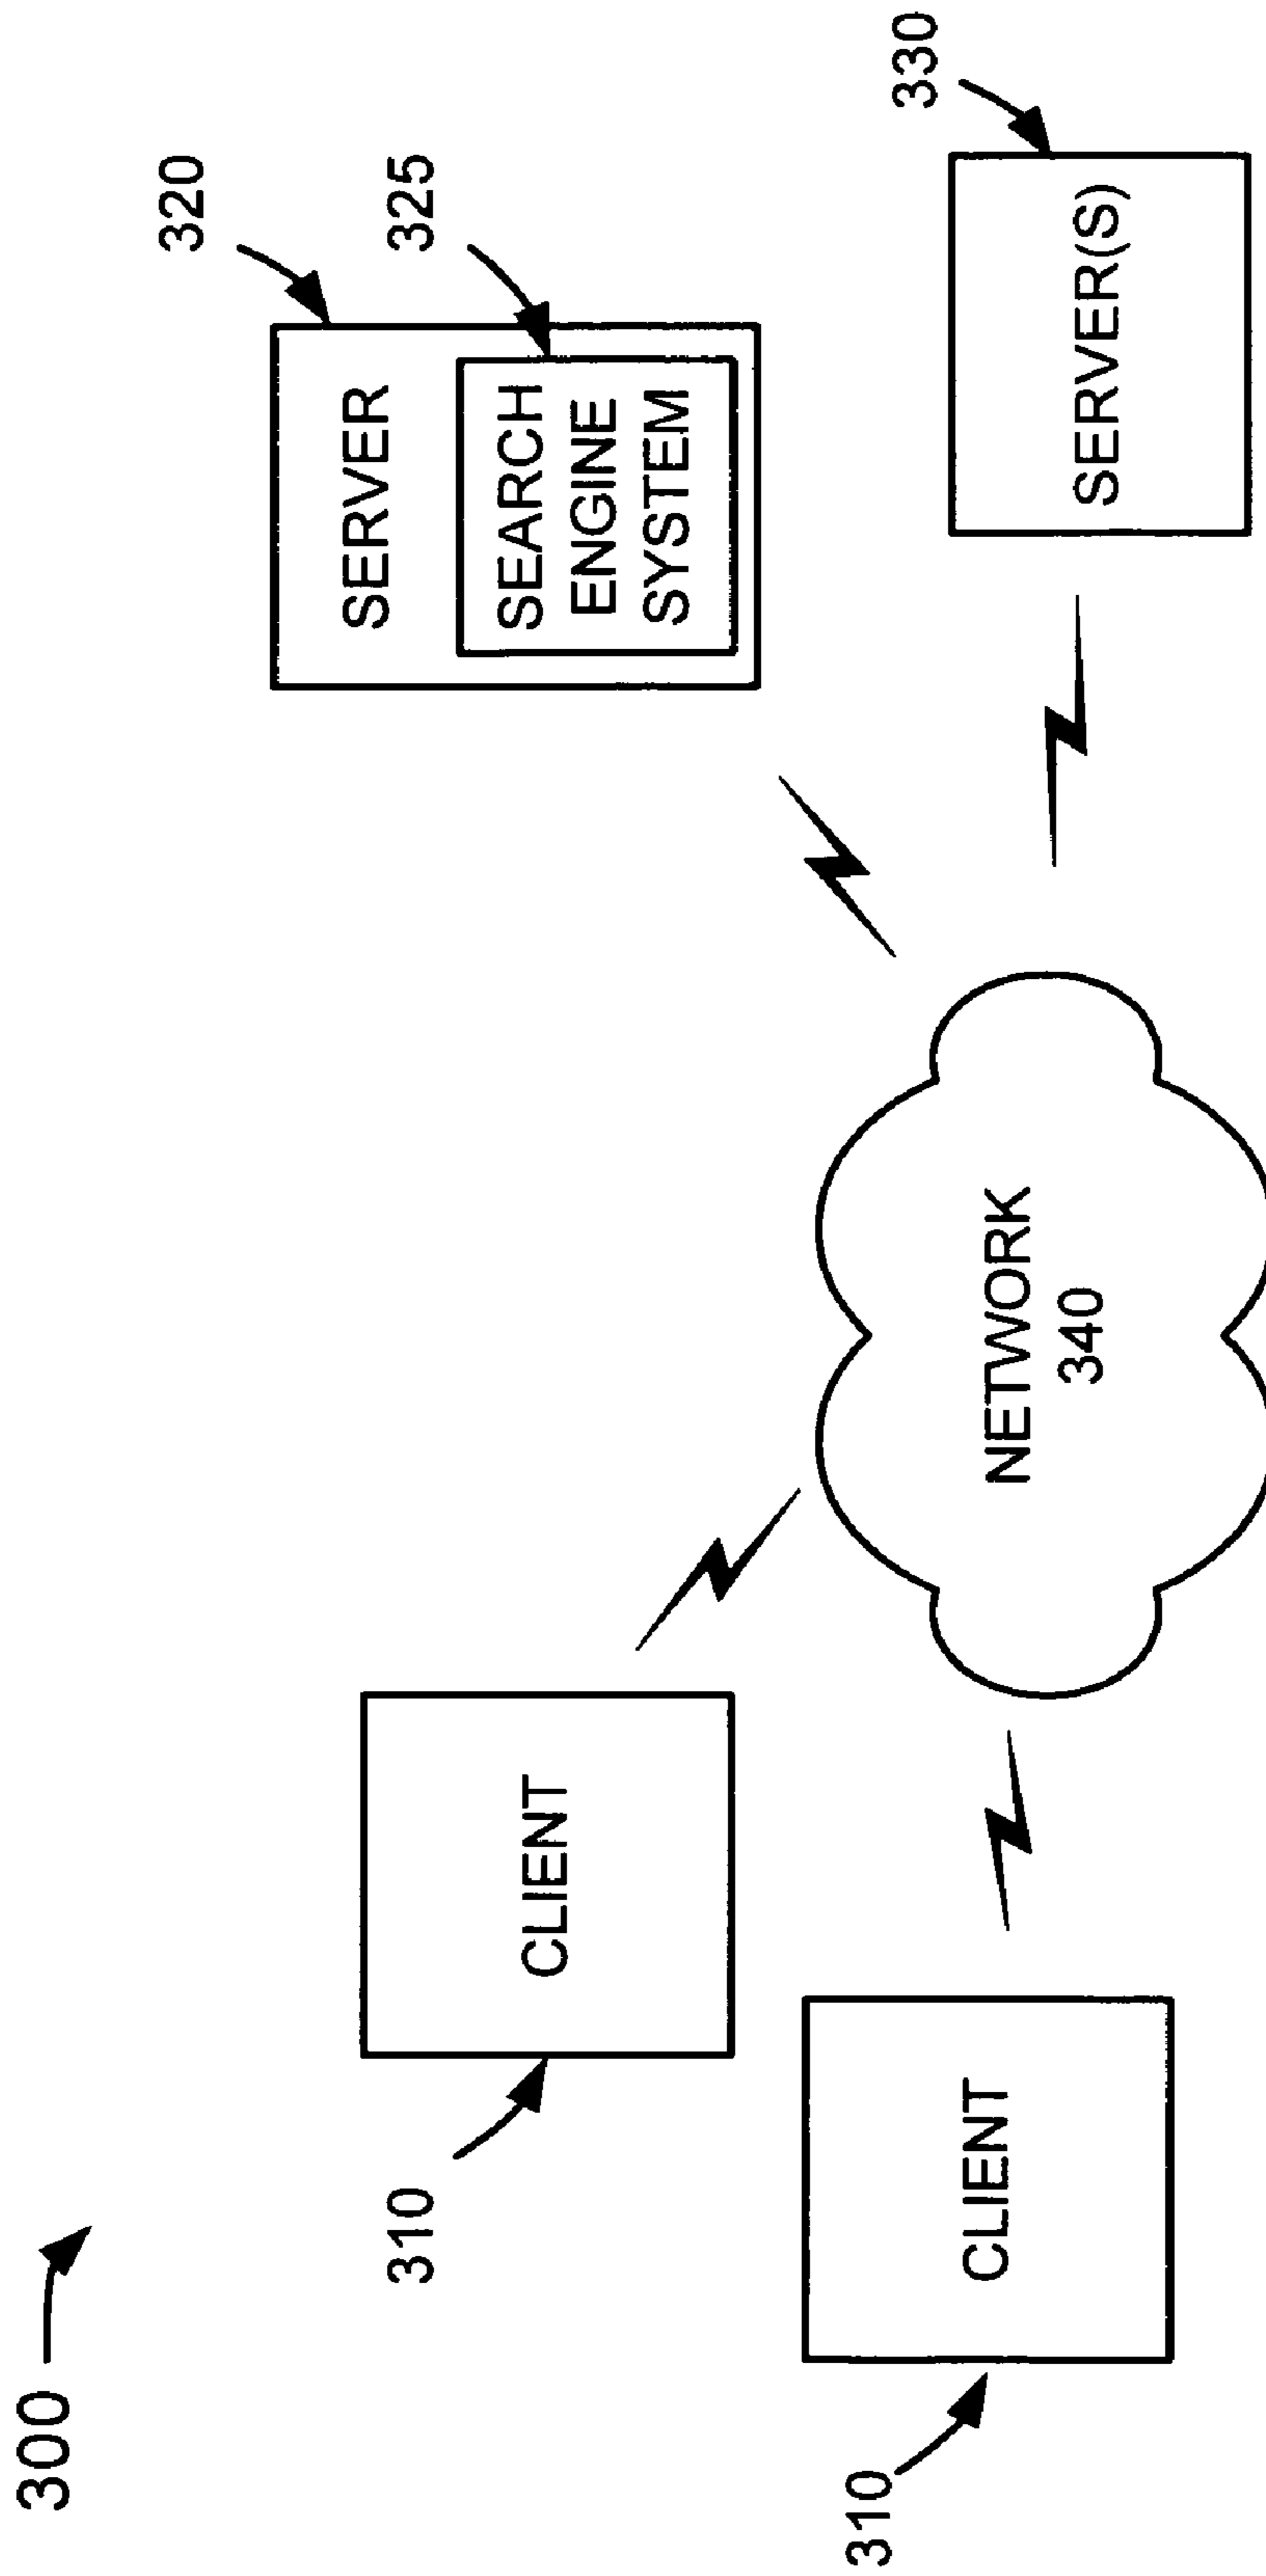 300
310
CLIENT
310
CLIENT
NETWORK
340
320
SERVER
325
SEARCH
ENGINE
SYSTEM
330
SERVER(S)